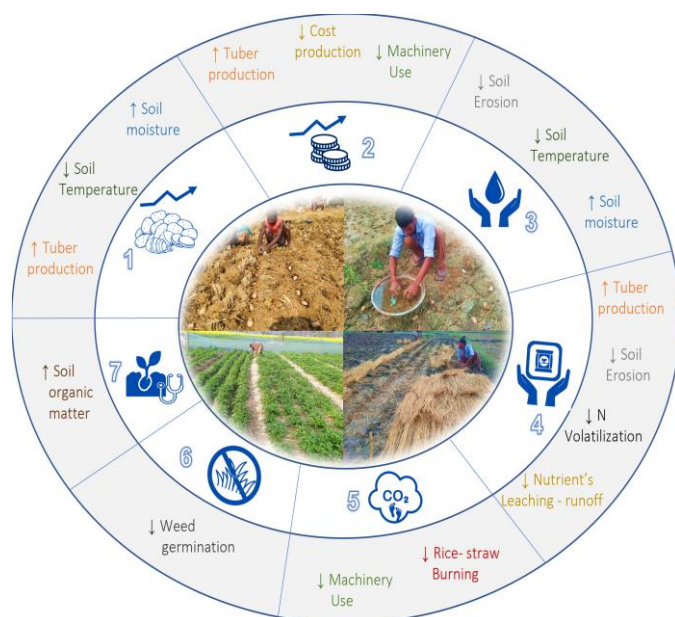 ↑ Tuber
production
↓ Soil
Temperature
↑ Soil
moisture
1
↑ Tuber
production
↓ Cost
production
↓ Machinery
Use
2
↓ Soil
Erosion
↓ Soil
Temperature
↑ Soil
moisture
3
↑ Tuber
production
↓ Soil
Erosion
↓ N
Volatilization
↓ Nutrient's
Leaching - runoff
4
↓ Rice- straw
Burning
↓ Machinery
Use
5
CO₂
↓ Weed
germination
6
↑ Soil
organic
matter
7